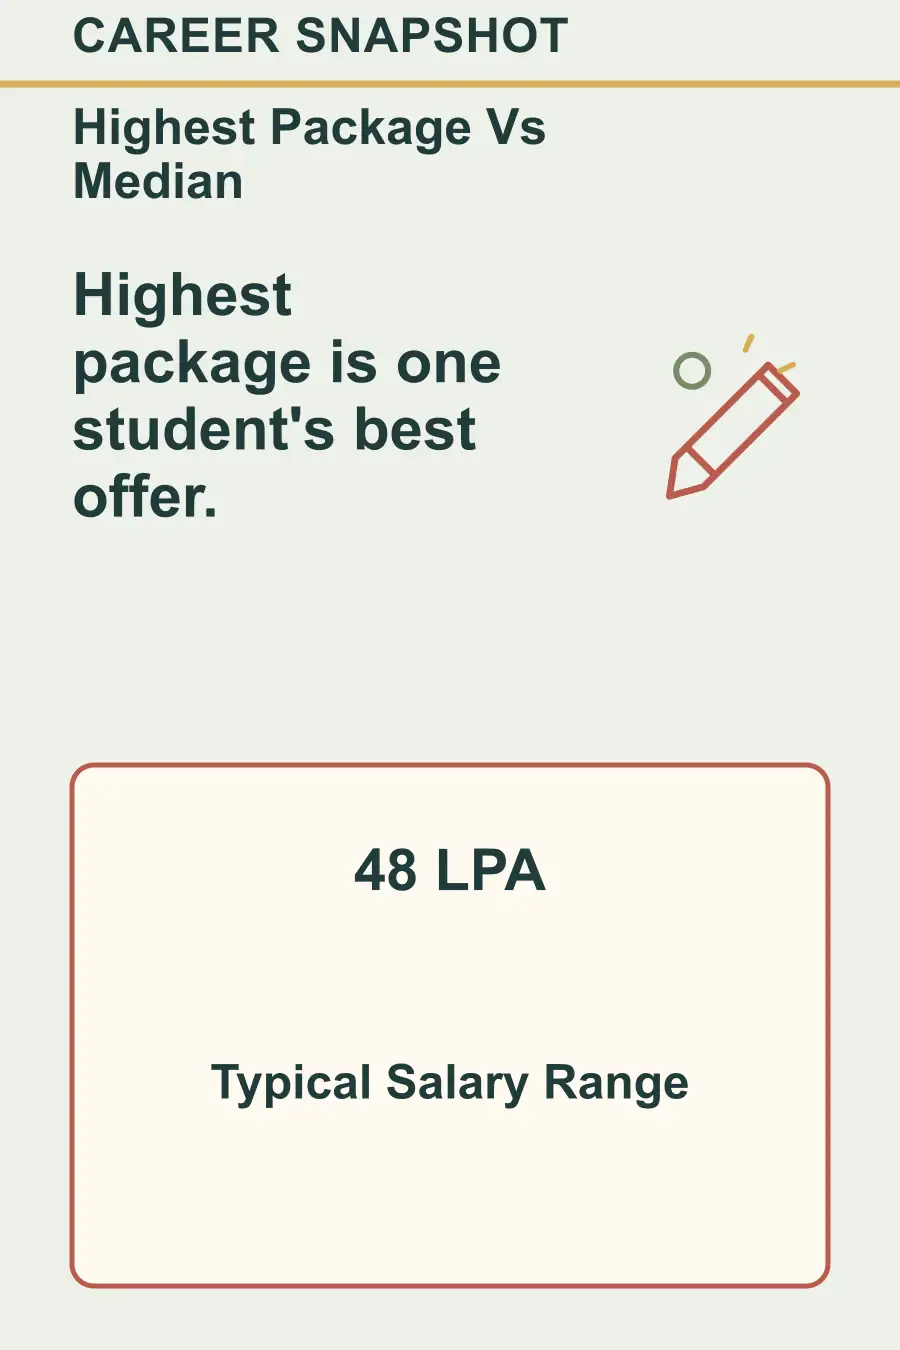 CAREER SNAPSHOT
Highest Package Vs
Median
Highest
package is one
student's best
offer.
48 LPA
Typical Salary Range